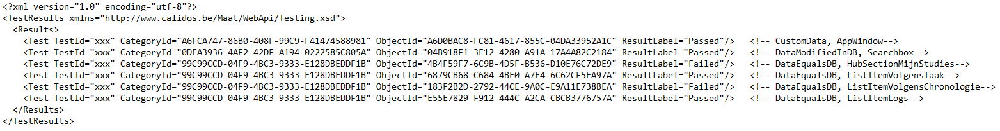 <?xml version="1.0" encoding="utf-8"?>
<TestResults xmlns="http://www.calidos.be/Maat/WebApi/Testing.xsd">
  <Results>
    <Test TestId="xxx" CategoryId="A6FCA747-86B0-408F-99C9-F41474588981" ObjectId="A6D0BAC8-FC81-4617-855C-04DA33952A1C" ResultLabel="Passed"/>   <!-- CustomData, AppWindow-->
    <Test TestId="xxx" CategoryId="0DEA3936-4AF2-42DF-A194-0222585C805A" ObjectId="04B918F1-3E12-4280-A91A-17A4A82C2184" ResultLabel="Passed"/>   <!-- DataModifiedInDB, Searchbox-->
    <Test TestId="xxx" CategoryId="99C99CCD-04F9-4BC3-9333-E128DBEDDF1B" ObjectId="4B4F59F7-6C9B-4D5F-B536-D10E76C72DE9" ResultLabel="Failed"/>   <!-- DataEqualsDB, HubSectionMijnStudies-->
    <Test TestId="xxx" CategoryId="99C99CCD-04F9-4BC3-9333-E128DBEDDF1B" ObjectId="6879CB68-C684-4BE0-A7E4-6C62CF5EA97A" ResultLabel="Passed"/>   <!-- DataEqualsDB, ListItemVolgensTaak-->
    <Test TestId="xxx" CategoryId="99C99CCD-04F9-4BC3-9333-E128DBEDDF1B" ObjectId="183F2B2D-2792-44CE-9A0C-E9A11E738BEA" ResultLabel="Failed"/>   <!-- DataEqualsDB, ListItemVolgensChronologie-->
    <Test TestId="xxx" CategoryId="99C99CCD-04F9-4BC3-9333-E128DBEDDF1B" ObjectId="E55E7829-F912-444C-A2CA-CBCB3776757A" ResultLabel="Passed"/>   <!-- DataEqualsDB, ListItemLogs-->
  </Results>
</TestResults>